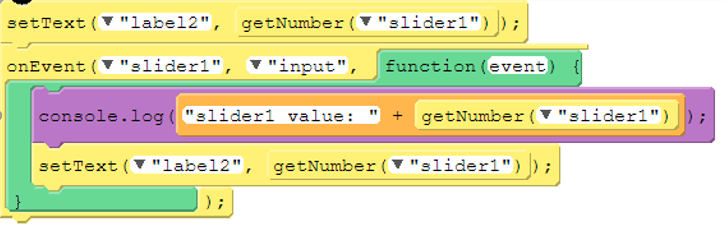 setText(▼"label2", getNumber(▼"slider1"));
onEvent(▼"slider1", ▼"input", function(event) {
console.log("slider1 value: " + getNumber(▼"slider1"));
setText(▼"label2", getNumber(▼"slider1"));
});